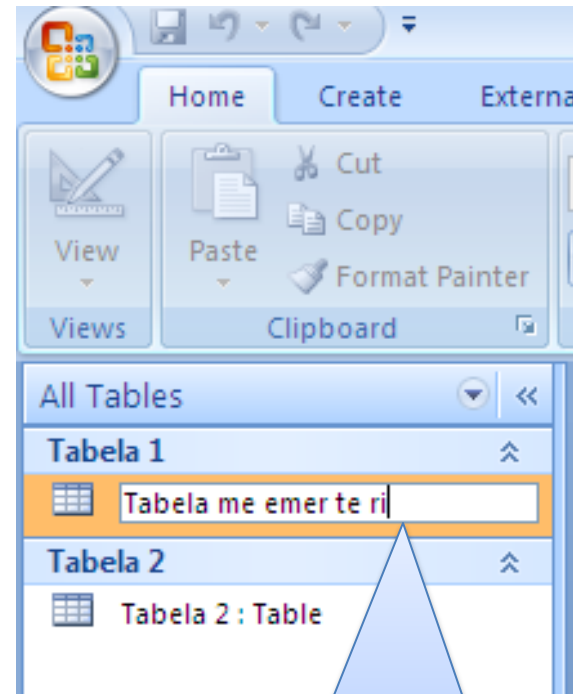 Home Create Externa
Cut
Copy
View Paste
Format Painter
Views Clipboard
All Tables
Tabela 1
Tabela me emer te ri
Tabela 2
Tabela 2 : Table